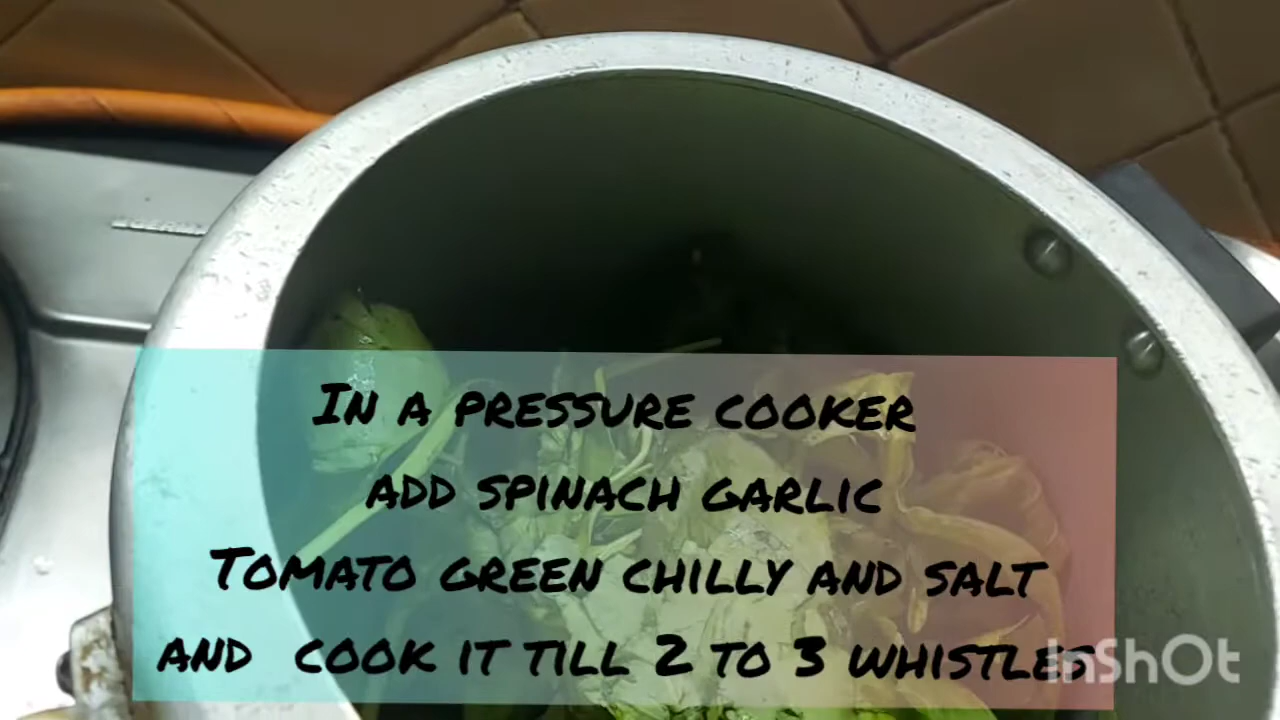 In a pressure cooker
add spinach garlic
Tomato green chilly and salt
and cook it till 2 to 3 whistles
InShOt